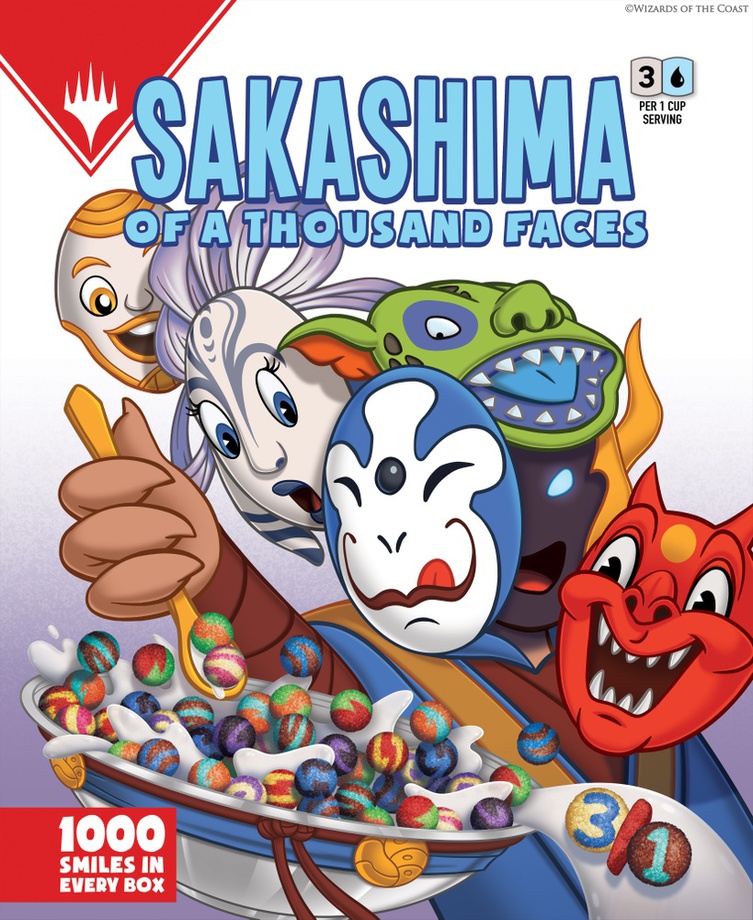 ©Wizards of the Coast
SAKASHIMA
OF A THOUSAND FACES
3
PER 1 CUP
SERVING
3/1
1000
SMILES IN
EVERY BOX